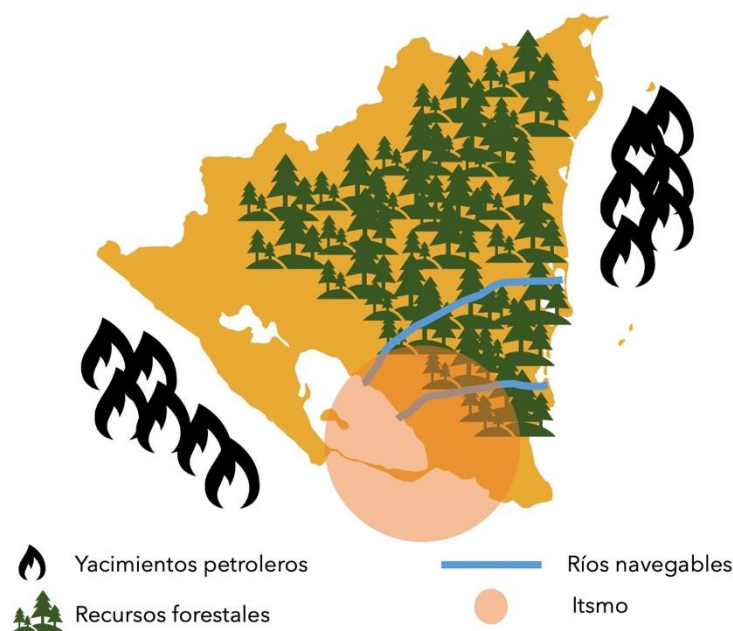 Yacimientos petroleros
Ríos navegables
Recursos forestales
Itsmo